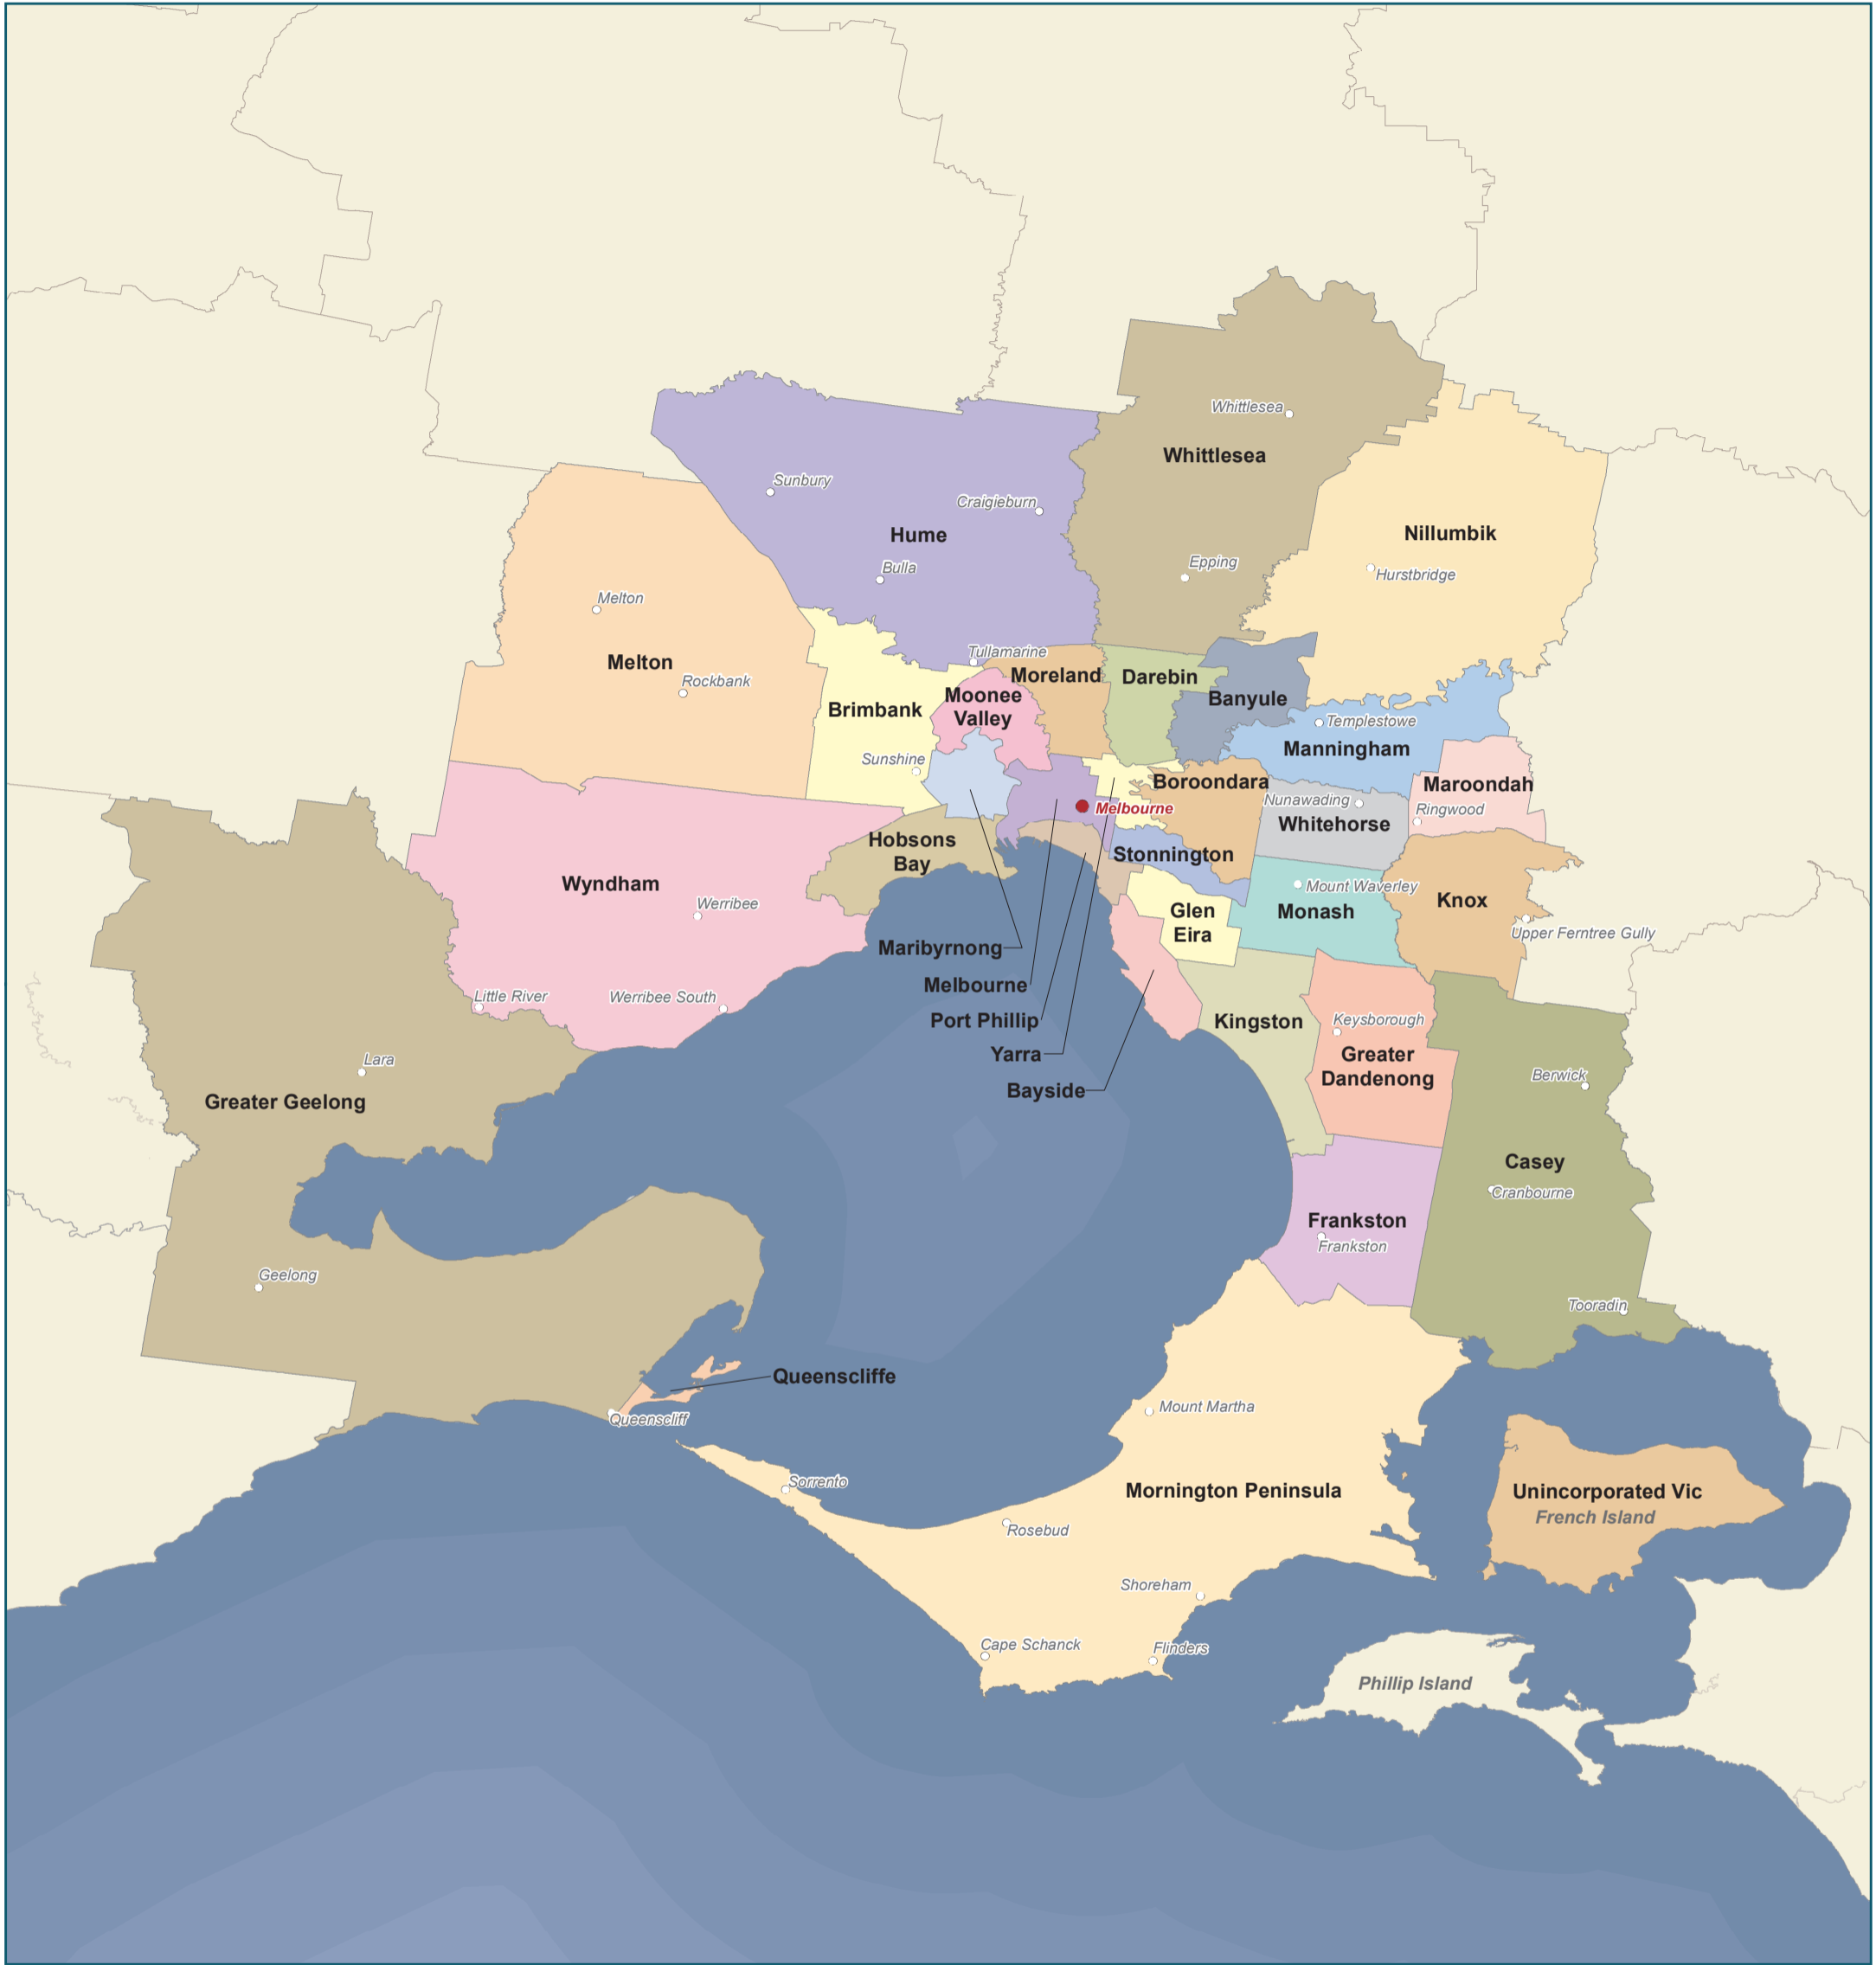 Whittlesea
Whittlesea
Sunbury
Craigieburn
Hume
Nillumbik
Bulla
Epping
Hurstbridge
Melton
Melton
Rockbank
Tullamarine
Moreland
Darebin
Banyule
Moonee
Valley
Brimbank
Templestowe
Manningham
Sunshine
Boroondara
Maroondah
Melbourne
Nunawading
Ringwood
Whitehorse
Hobsons
Bay
Stonnington
Wyndham
Mount Waverley
Werribee
Knox
Glen
Eira
Monash
Upper Ferntree Gully
Maribyrnong
Melbourne
Little River
Werribee South
Port Phillip
Kingston
Keysborough
Yarra
Greater
Dandenong
Lara
Berwick
Bayside
Greater Geelong
Casey
Cranbourne
Frankston
Frankston
Geelong
Tooradin
Queenscliffe
Queenscliff
Mount Martha
Sorrento
Mornington Peninsula
Unincorporated Vic
French Island
Rosebud
Shoreham
Cape Schanck
Flinders
Phillip Island